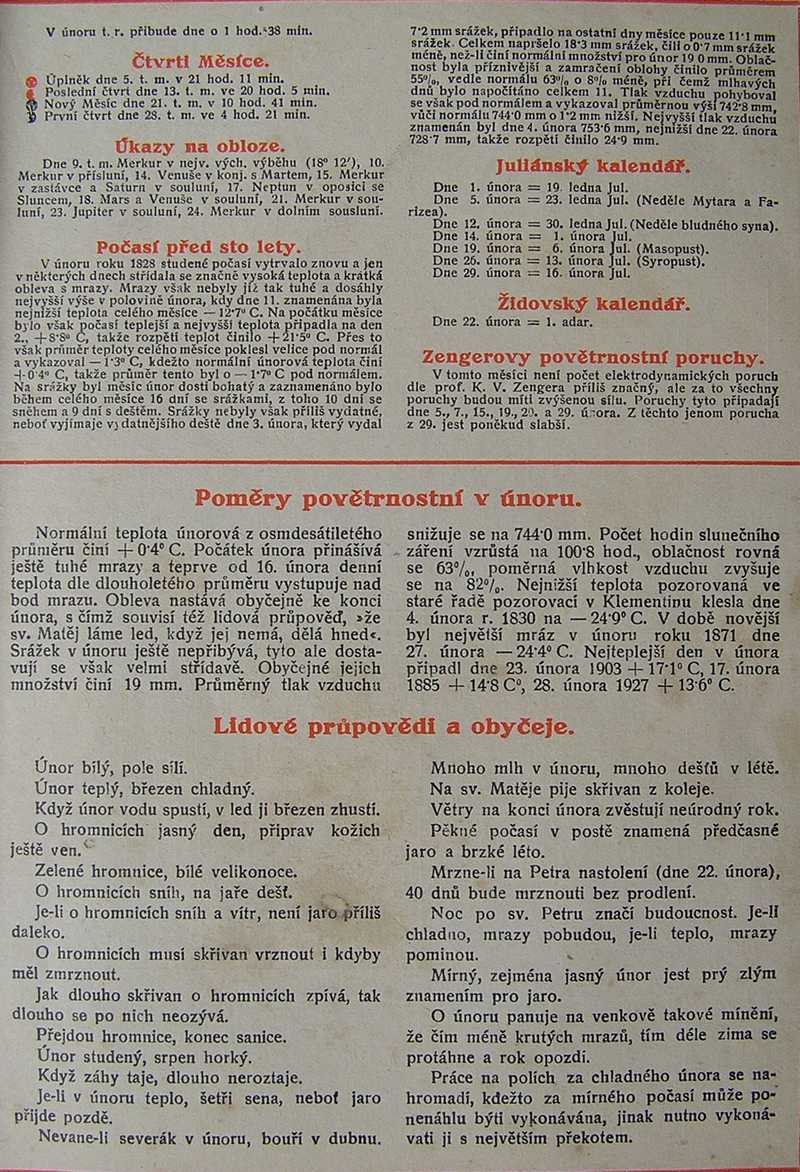 V únoru t. r. přibude dne o 1 hod. 38 min.
Čtvrti Měsíce.
Úplněk dne 5. t. m. v 21 hod. 11 min.
Poslední čtvrt dne 13. t. m. ve 20 hod. 5 min.
Nový Měsíc dne 21. t. m. v 10 hod. 41 min.
První čtvrt dne 28. t. m. ve 4 hod. 21 min.
Úkazy na obloze.
Dne 9. t. m. Merkur v nejv. vých. výběhu (18° 12'), 10.
Merkur v přísluní, 14. Venuše v konj. s Martem, 15. Merkur
v zastávce a Saturn v souluní, 17. Neptun v oposici se
Sluncem, 18. Mars a Venuše v souluní, 21. Merkur v sou-
luní, 23. Jupiter v souluní, 24. Merkur v dolním sousluní.
Počasí před sto lety.
V únoru roku 1828 studené počasí vytrvalo znovu a jen
v některých dnech střídala se značně vysoká teplota a krátká
obleva s mrazy. Mrazy však nebyly již tak tuhé a dosáhly
nejvyšší výše v polovině února, kdy dne 11. znamenána byla
nejnižší teplota celého měsíce — 12·7° C. Na počátku měsíce
bylo však počasí teplejší a nejvyšší teplota připadla na den
2., +8·8° C, takže rozpětí teplot činilo +21·5° C. Přes to
však průměr teploty celého měsíce poklesl velice pod normál
a vykazoval —1·3° C, kdežto normální únorová teplota činí
+0·4° C, takže průměr tento byl o —1·7° C pod normálem.
Na srážky byl měsíc únor dosti bohatý a zaznamenáno bylo
během celého měsíce 16 dní se srážkami, z toho 10 dní se
sněhem a 9 dní s deštěm. Srážky nebyly však příliš vydatné,
neboť vyjímaje vydatnějšího deště dne 3. února, který vydal
7·2 mm srážek, připadlo na ostatní dny měsíce pouze 11·1 mm
srážek. Celkem napršelo 18·3 mm srážek, čili o 0·7 mm srážek
méně, než-li činí normální množství pro únor 19 0 mm. Oblač-
nost byla příznivější a zamračení oblohy činilo průměrem
55%, vedle normálu 63% o 8% méně, při čemž mlhavých
dnů bylo napočítáno celkem 11. Tlak vzduchu pohyboval
se však pod normálem a vykazoval průměrnou výši 742·8 mm,
vůči normálu 744·0 mm o 1·2 mm nižší. Nejvyšší tlak vzduchu
znamenán byl dne 4. února 753·6 mm, nejnižší dne 22. února
728·7 mm, takže rozpětí činilo 24·9 mm.
Juliánský kalendář.
Dne 1. února = 19. ledna Jul.
Dne 5. února = 23. ledna Jul. (Neděle Mytara a Fa-
rizea).
Dne 12. února = 30. ledna Jul. (Neděle bludného syna).
Dne 14. února = 1. února Jul.
Dne 19. února = 6. února Jul. (Masopust).
Dne 26. února = 13. února Jul. (Syropust).
Dne 29. února = 16. února Jul.
Židovský kalendář.
Dne 22. února = 1. adar.
Zengerovy povětrnostní poruchy.
V tomto měsíci není počet elektrodynamických poruch
dle prof. K. V. Zengera příliš značný, ale za to všechny
poruchy budou míti zvýšenou sílu. Poruchy tyto připadají
dne 5., 7., 15., 19., 20. a 29. února. Z těchto jenom porucha
z 29. jest poněkud slabší.
Poměry povětrnostní v únoru.
Normální teplota únorová z osmdesátiletého
průměru činí +0·4° C. Počátek února přinášívá
ještě tuhé mrazy a teprve od 16. února denní
teplota dle dlouholetého průměru vystupuje nad
bod mrazu. Obleva nastává obyčejně ke konci
února, s čímž souvisí též lidová průpověď, »že
sv. Matěj láme led, když jej nemá, dělá hned«.
Srážek v únoru ještě nepřibývá, tyto ale dosta-
vují se však velmi střídavě. Obyčejné jejich
množství činí 19 mm. Průměrný tlak vzduchu
snižuje se na 744·0 mm. Počet hodin slunečního
záření vzrůstá na 100·8 hod., oblačnost rovná
se 63%, poměrná vlhkost vzduchu zvyšuje
se na 82%. Nejnižší teplota pozorovaná ve
staré řadě pozorovací v Klementinu klesla dne
4. února r. 1830 na —24·9° C. V době novější
byl největší mráz v únoru roku 1871 dne
27. února —24·4° C. Nejteplejší den v únoru
připadl dne 23. února 1903 +17·1° C, 17. února
1885 +14·8 C°, 28. února 1927 +13·6° C.
Lidové průpovědi a obyčeje.
Únor bílý, pole sílí.
Únor teplý, březen chladný.
Když únor vodu spustí, v led ji březen zhustí.
O hromnicích jasný den, připrav kožich
ještě ven.
Zelené hromnice, bílé velikonoce.
O hromnicích sníh, na jaře dešť.
Je-li o hromnicích sníh a vítr, není jaro příliš
daleko.
O hromnicích musí skřivan vrznout i kdyby
měl zmrznout.
Jak dlouho skřivan o hromnicích zpívá, tak
dlouho se po nich neozývá.
Přejdou hromnice, konec sanice.
Únor studený, srpen horký.
Když záhy taje, dlouho neroztaje.
Je-li v únoru teplo, šetři sena, neboť jaro
přijde pozdě.
Nevane-li severák v únoru, bouří v dubnu.
Mnoho mlh v únoru, mnoho dešťů v létě.
Na sv. Matěje pije skřivan z koleje.
Větry na konci února zvěstují neúrodný rok.
Pěkné počasí v postě znamená předčasné
jaro a brzké léto.
Mrzne-li na Petra nastolení (dne 22. února),
40 dnů bude mrznouti bez prodlení.
Noc po sv. Petru značí budoucnost. Je-li
chladno, mrazy pobudou, je-li teplo, mrazy
pominou.
Mírný, zejména jasný únor jest prý zlým
znamením pro jaro.
O únoru panuje na venkově takové mínění,
že čím méně krutých mrazů, tím déle zima se
protáhne a rok opozdí.
Práce na polích za chladného února se na-
hromadí, kdežto za mírného počasí může po-
nenáhlu býti vykonávána, jinak nutno vykoná-
vati ji s největším překotem.